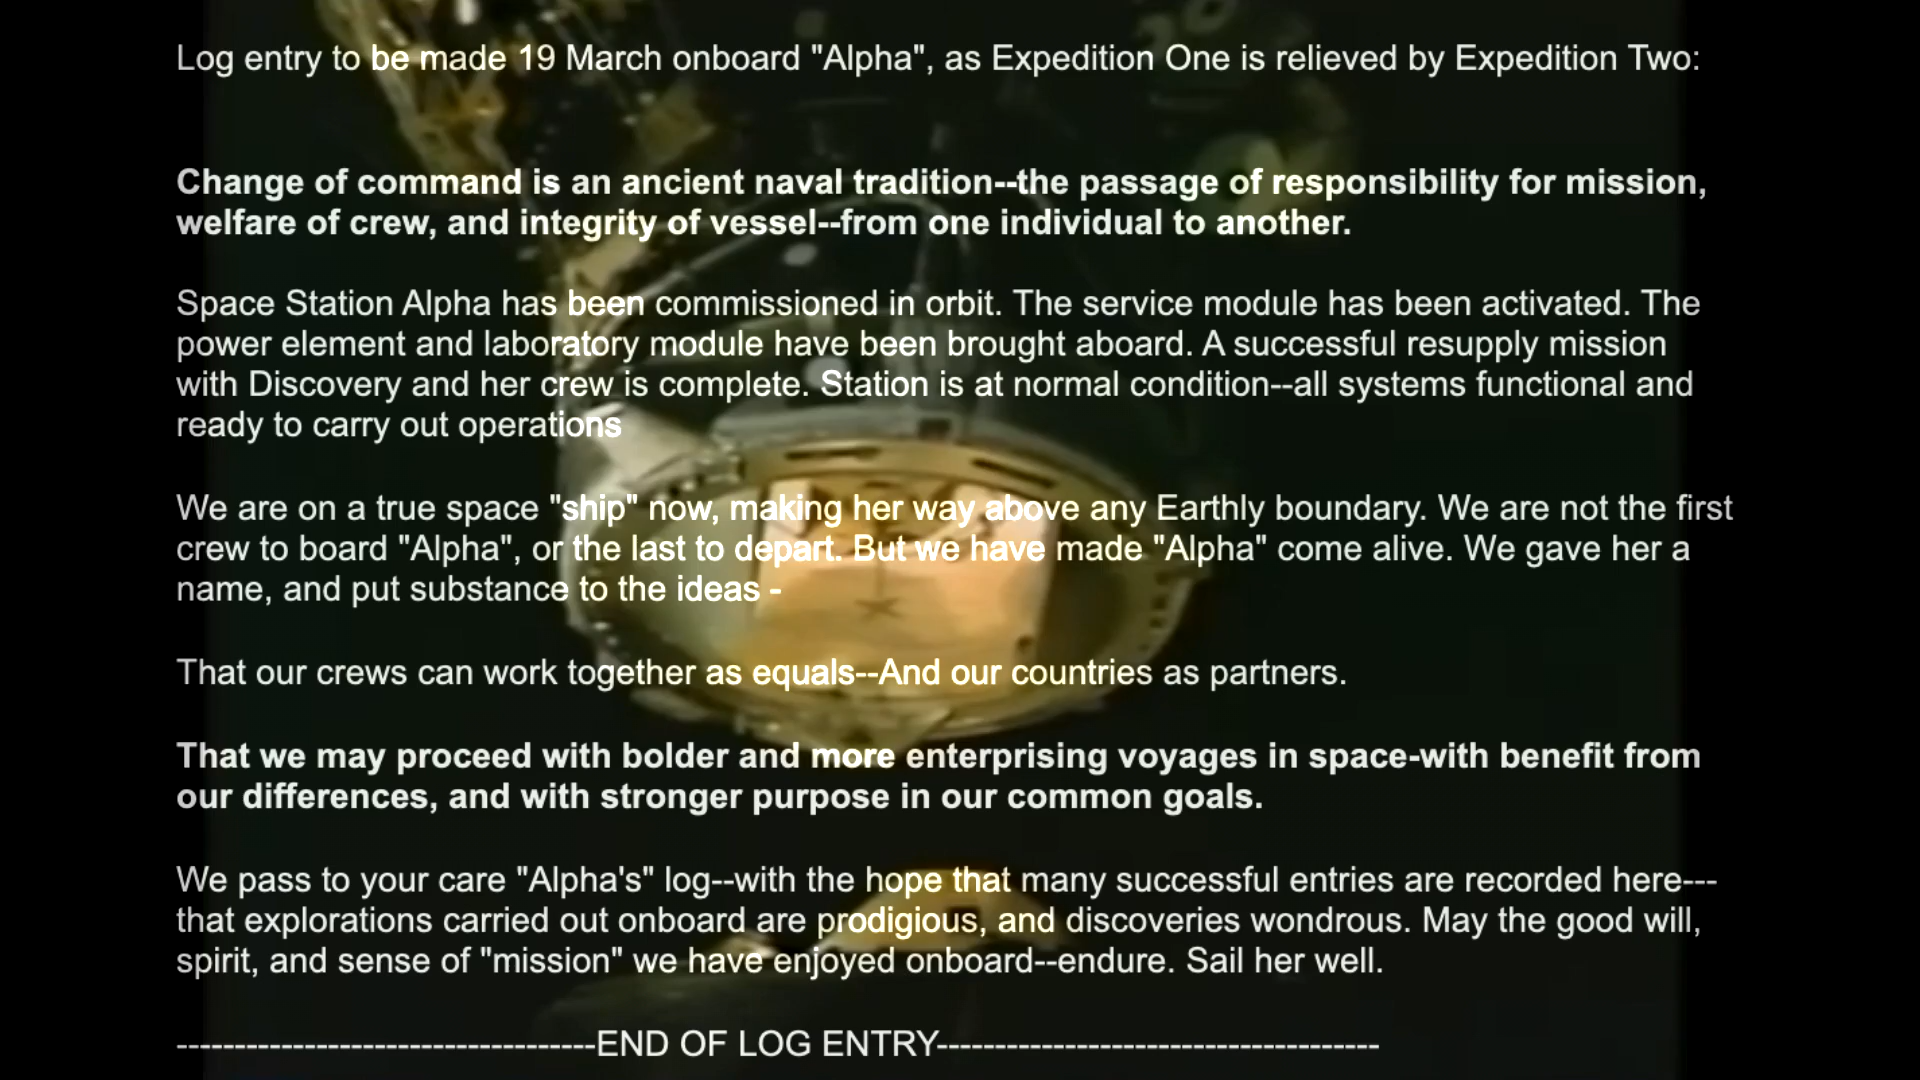 Log entry to be made 19 March onboard "Alpha", as Expedition One is relieved by Expedition Two:
Change of command is an ancient naval tradition--the passage of responsibility for mission,
welfare of crew, and integrity of vessel--from one individual to another.
Space Station Alpha has been commissioned in orbit. The service module has been activated. The
power element and laboratory module have been brought aboard. A successful resupply mission
with Discovery and her crew is complete. Station is at normal condition--all systems functional and
ready to carry out operations
We are on a true space "ship" now, making her way above any Earthly boundary. We are not the first
crew to board "Alpha", or the last to depart. But we have made "Alpha" come alive. We gave her a
name, and put substance to the ideas -
That our crews can work together as equals--And our countries as partners.
That we may proceed with bolder and more enterprising voyages in space-with benefit from
our differences, and with stronger purpose in our common goals.
We pass to your care "Alpha's" log--with the hope that many successful entries are recorded here---
that explorations carried out onboard are prodigious, and discoveries wondrous. May the good will,
spirit, and sense of "mission" we have enjoyed onboard--endure. Sail her well.
------------------------------------END OF LOG ENTRY--------------------------------------